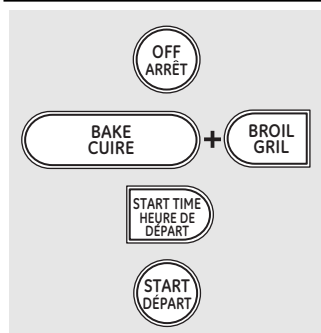 OFF
ARRÊT
BAKE
CUIRE
+
BROIL
GRIL
START TIME
HEURE DE
DÉPART
START
DÉPART